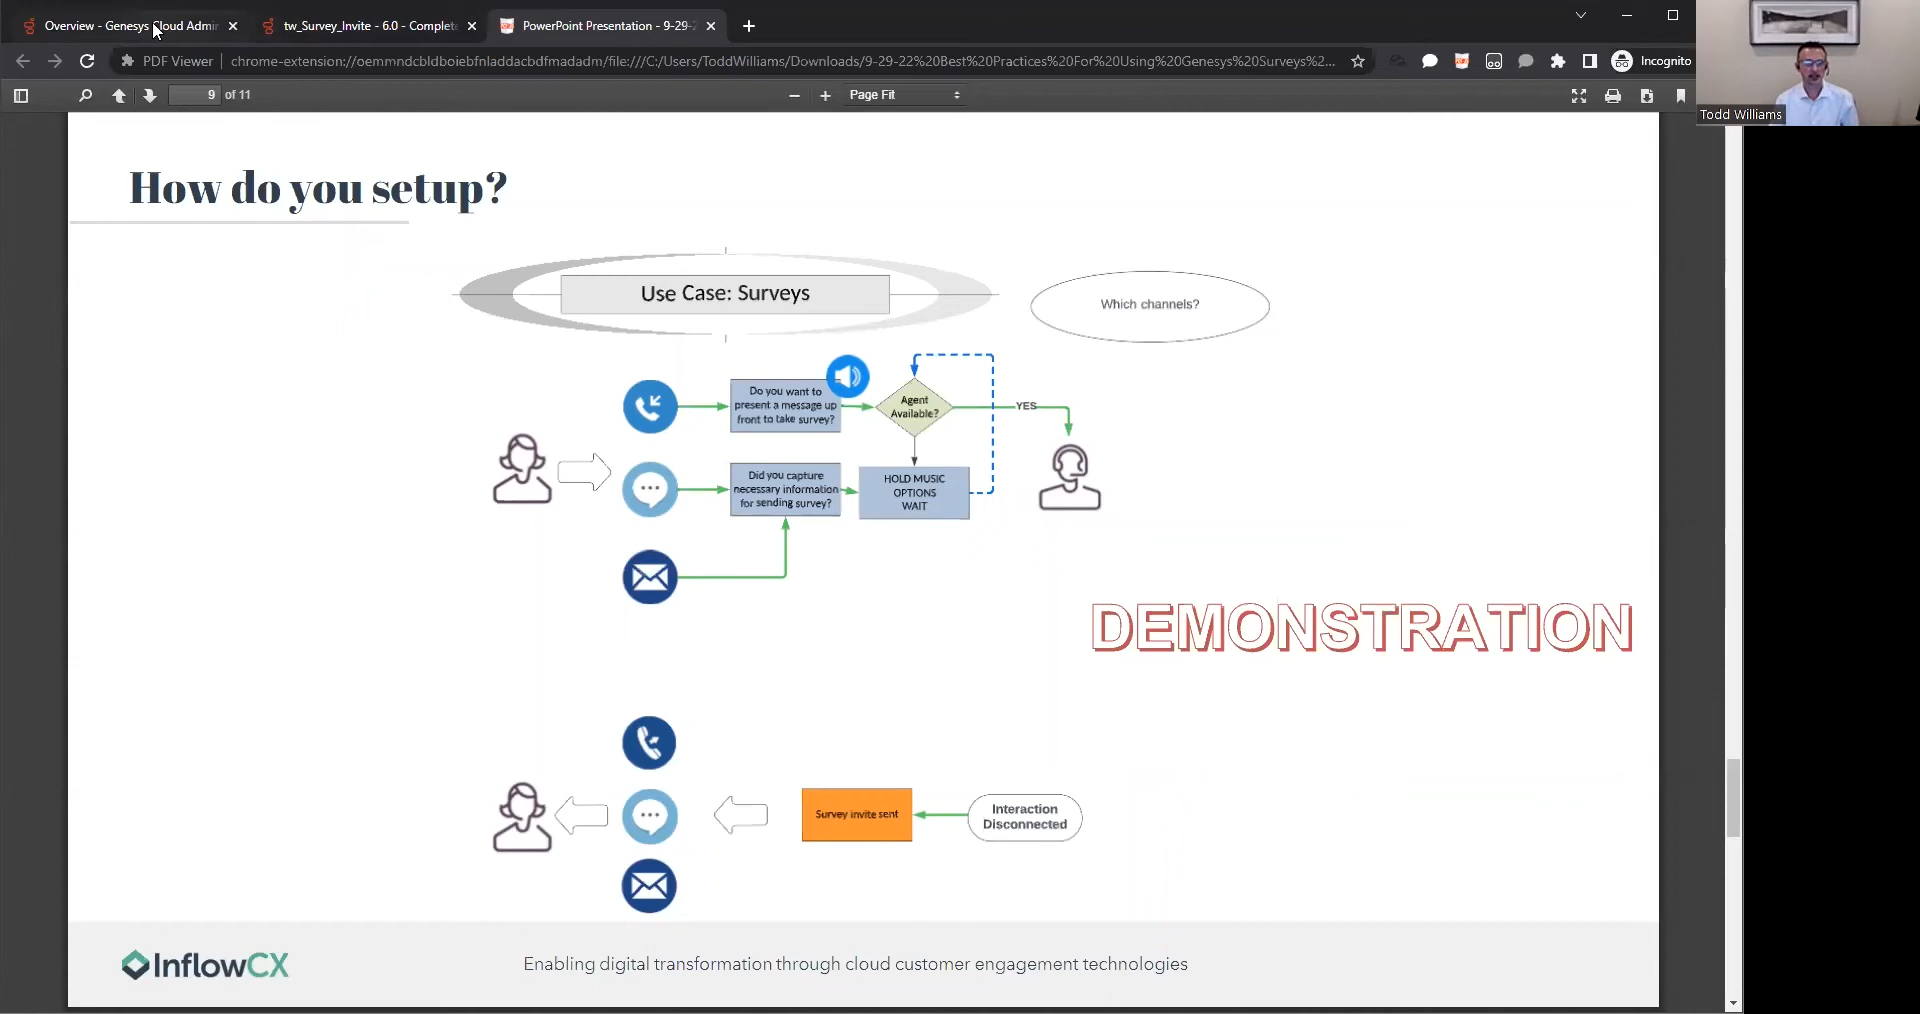 Overview - Genesys Cloud Admin
tw_Survey_Invite - 6.0 - Complete
PowerPoint Presentation - 9-29-2
PDF Viewer
chrome-extension://oemmndcbldboiebfnladdacbdfmadadm/file:///C:/Users/ToddWilliams/Downloads/9-29-22%20Best%20Practices%20For%20Using%20Genesys%20Surveys%...
Incognito
9 of 11
Page Fit
Todd Williams
How do you setup?
Use Case: Surveys
Which channels?
Do you want to
present a message up
front to take survey?
Agent
Available?
YES
Did you capture
necessary information
for sending survey?
HOLD MUSIC
OPTIONS
WAIT
DEMONSTRATION
Survey invite sent
Interaction
Disconnected
InflowCX
Enabling digital transformation through cloud customer engagement technologies